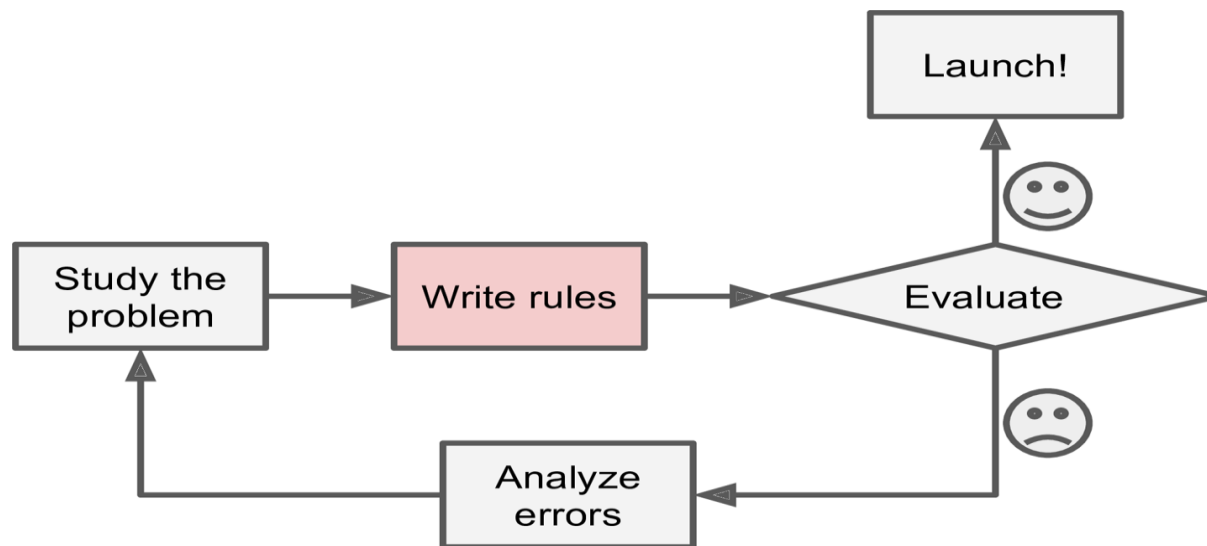 Launch!
Study the
problem
Write rules
Evaluate
Analyze
errors